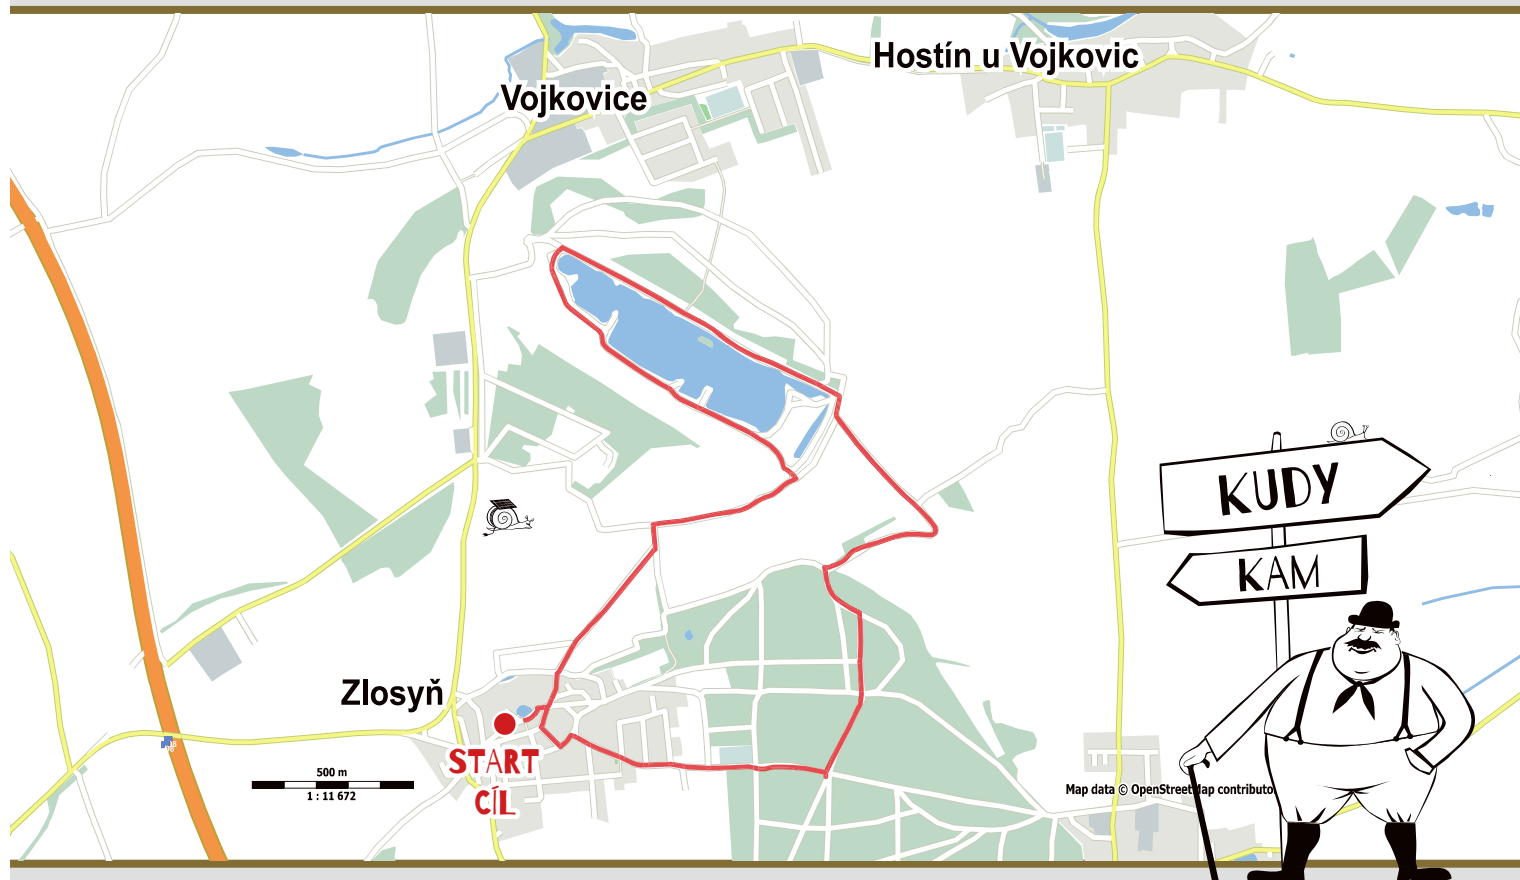 Hostín u Vojkovic
Vojkovice
KUDY
KAM
Zlosyň
START
CÍL
500 m
1 : 11 672
Map data © OpenStreetMap contributo